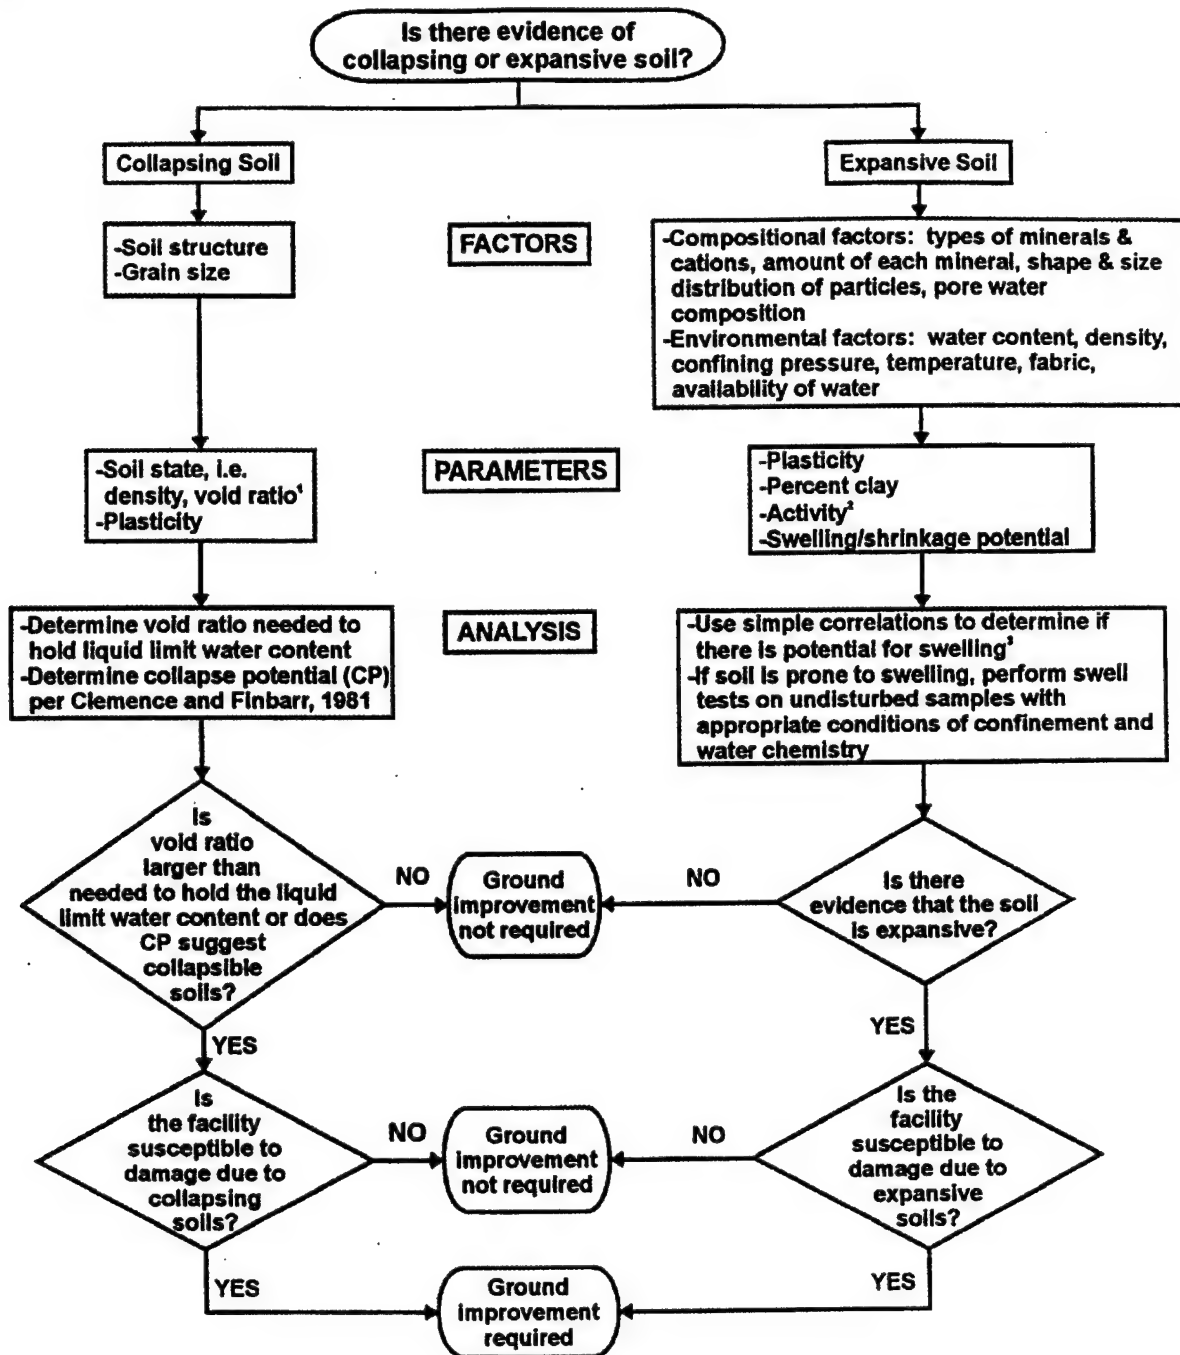 Is there evidence of
collapsing or expansive soil?
Collapsing Soil
Expansive Soil
-Soil structure
-Grain size
FACTORS
-Compositional factors: types of minerals &
cations, amount of each mineral, shape & size
distribution of particles, pore water
composition
-Environmental factors: water content, density,
confining pressure, temperature, fabric,
availability of water
-Soil state, i.e.
density, void ratio¹
-Plasticity
PARAMETERS
-Plasticity
-Percent clay
-Activity²
-Swelling/shrinkage potential
-Determine void ratio needed to
hold liquid limit water content
-Determine collapse potential (CP)
per Clemence and Finbarr, 1981
ANALYSIS
-Use simple correlations to determine if
there is potential for swelling³
-If soil is prone to swelling, perform swell
tests on undisturbed samples with
appropriate conditions of confinement and
water chemistry
Is
void ratio
larger than
needed to hold the liquid
limit water content or does
CP suggest
collapsible
soils?
NO
Ground
improvement
not required
NO
Is there
evidence that the soil
is expansive?
YES
YES
Is
the facility
susceptible to
damage due to
collapsing
soils?
NO
Ground
improvement
not required
NO
Is the
facility
susceptible to
damage due to
expansive
soils?
YES
Ground
improvement
required
YES